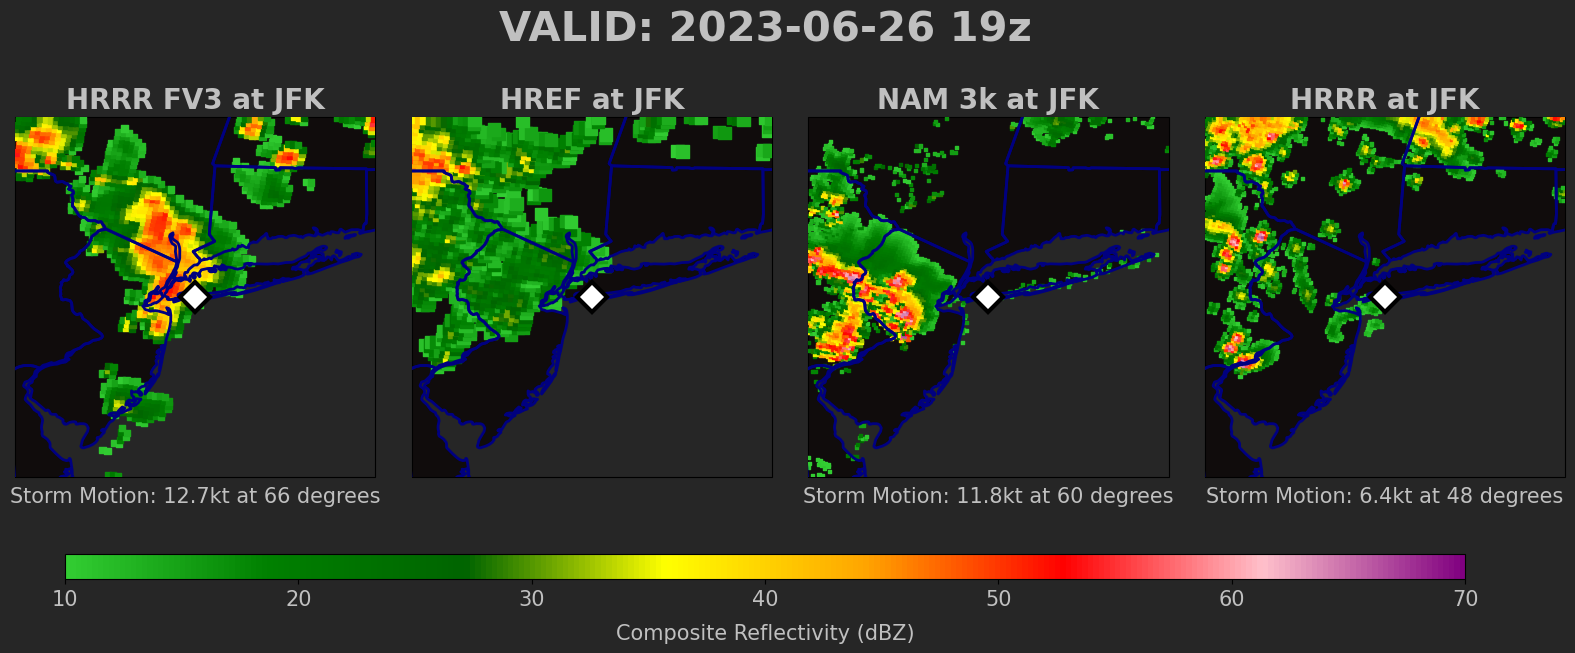 VALID: 2023-06-26 19z
HRRR FV3 at JFK
HREF at JFK
NAM 3k at JFK
HRRR at JFK
Storm Motion: 12.7kt at 66 degrees
Storm Motion: 11.8kt at 60 degrees
Storm Motion: 6.4kt at 48 degrees
10 20 30 40 50 60 70
Composite Reflectivity (dBZ)